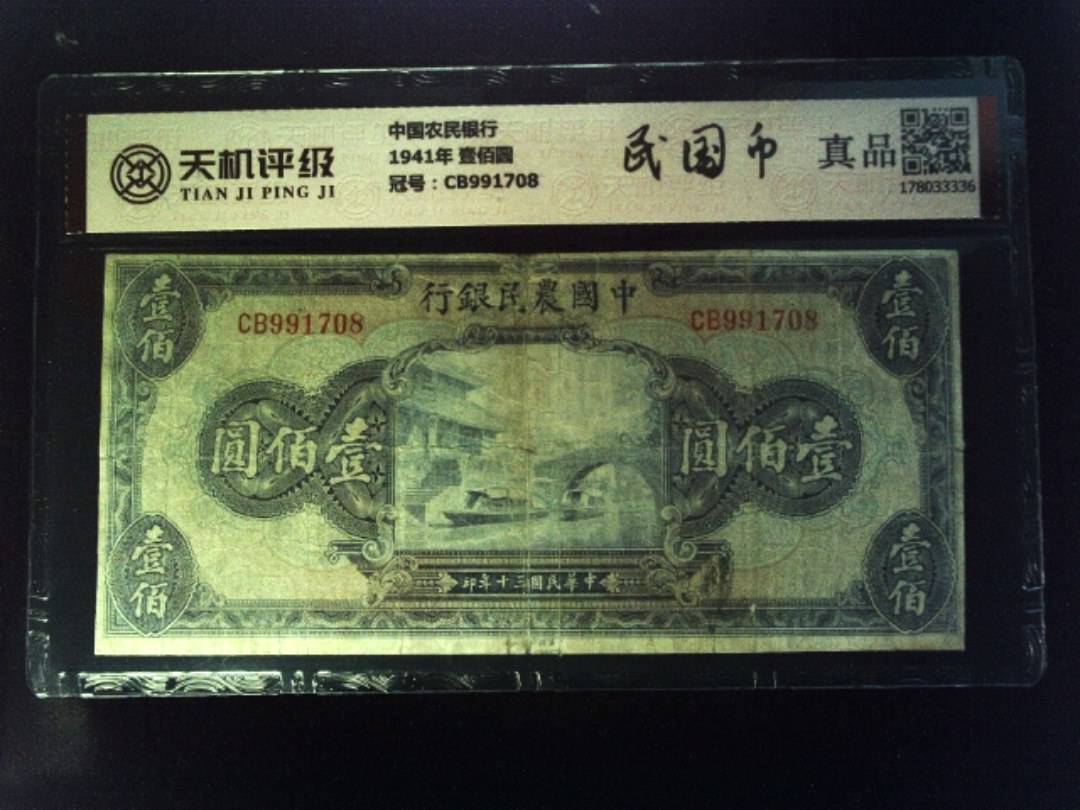 天机评级
TIAN JI PING JI
中国农民银行
1941年 壹佰圓
冠号：CB991708
民国币
真品
178033336
行銀民農國中
CB991708
CB991708
壹佰
壹佰
圓佰壹
圓佰壹
壹佰
壹佰
印年十三國民華中